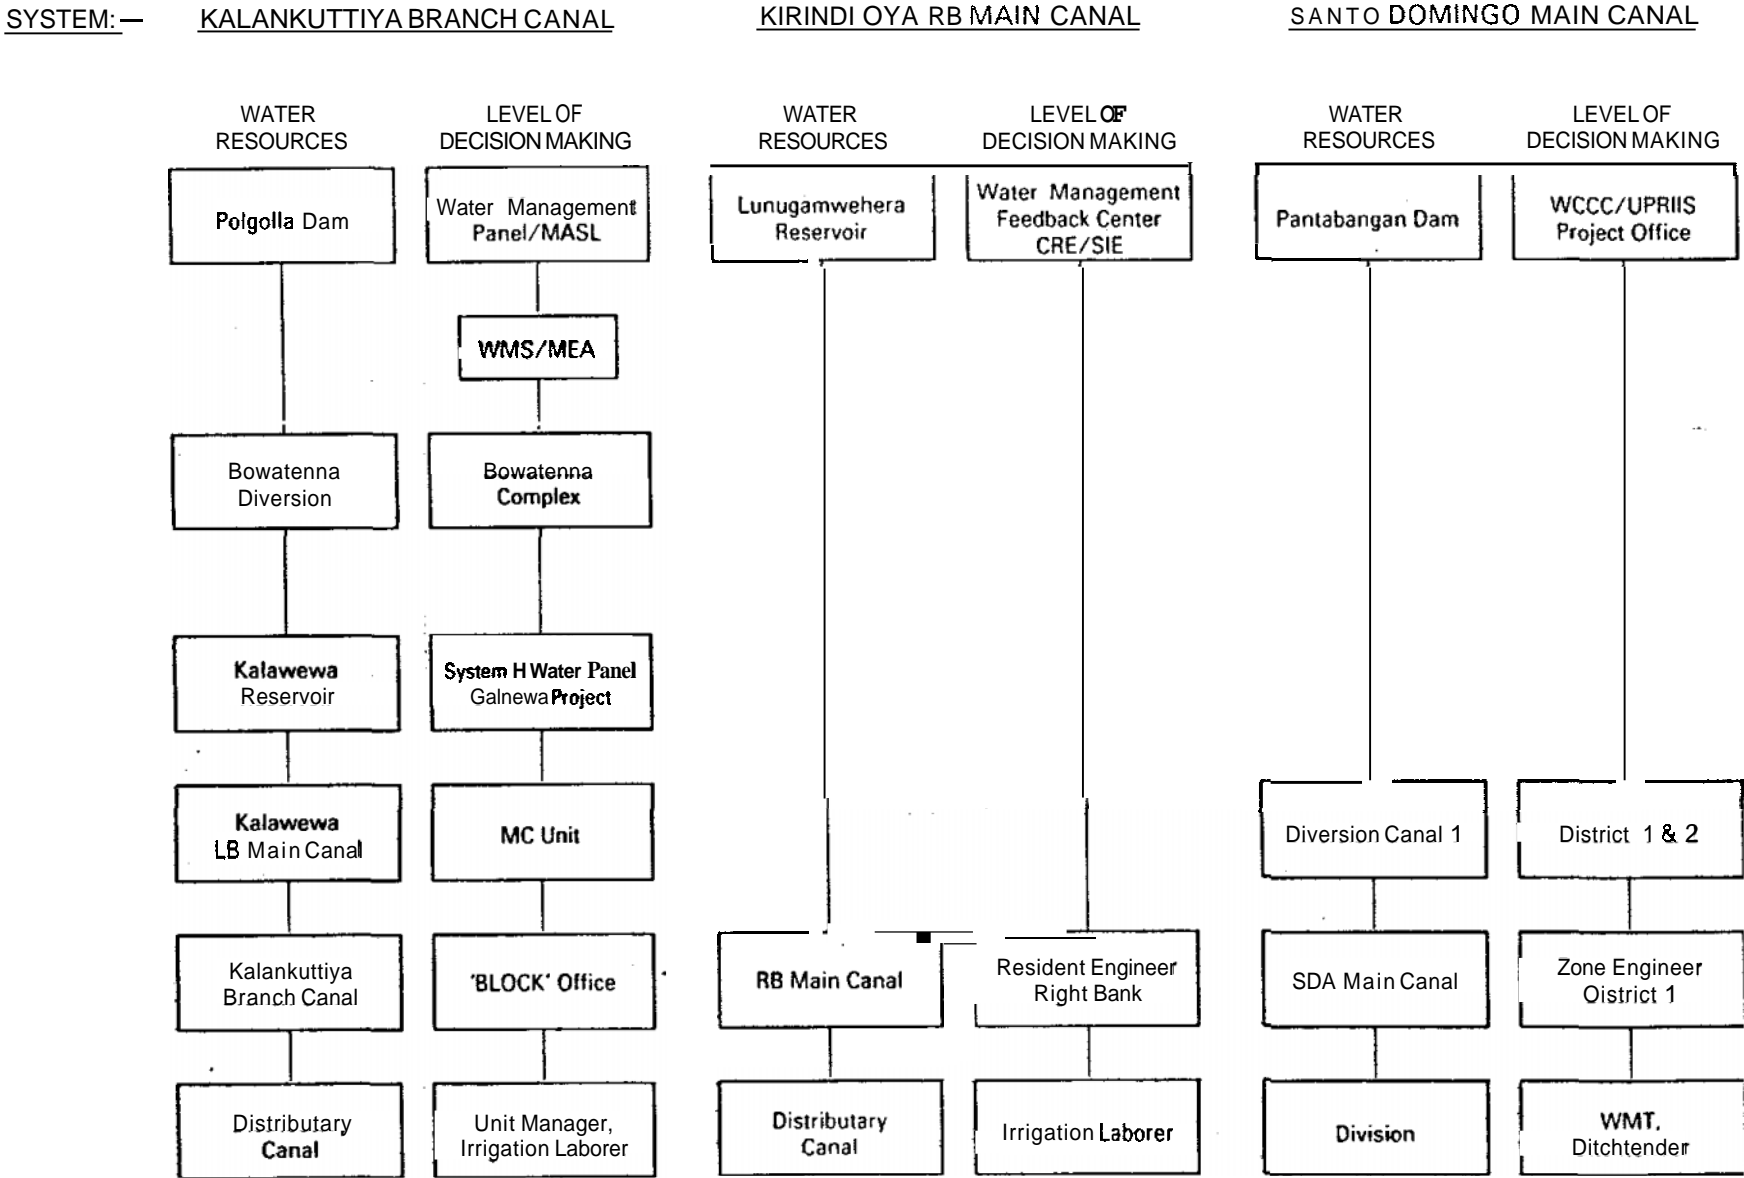 SYSTEM:— KALANKUTTIYA BRANCH CANAL KIRINDI OYA RB MAIN CANAL SANTO DOMINGO MAIN CANAL
WATER
RESOURCES
LEVEL OF
DECISION MAKING
WATER
RESOURCES
LEVEL OF
DECISION MAKING
WATER
RESOURCES
LEVEL OF
DECISION MAKING
Polgolla Dam
Water Management
Panel/MASL
Lunugamwehera
Reservoir
Water Management
Feedback Center
CRE/SIE
Pantabangan Dam
WCCC/UPRIIS
Project Office
WMS/MEA
Bowatenna
Diversion
Bowatenna
Complex
Kalawewa
Reservoir
System H Water Panel
Galnewa Project
Kalawewa
LB Main Canal
MC Unit
Diversion Canal 1
District 1 & 2
Kalankuttiya
Branch Canal
'BLOCK' Office
RB Main Canal
Resident Engineer
Right Bank
SDA Main Canal
Zone Engineer
Oistrict 1
Distributary
Canal
Unit Manager,
Irrigation Laborer
Distributary
Canal
Irrigation Laborer
Division
WMT.
Ditchtender